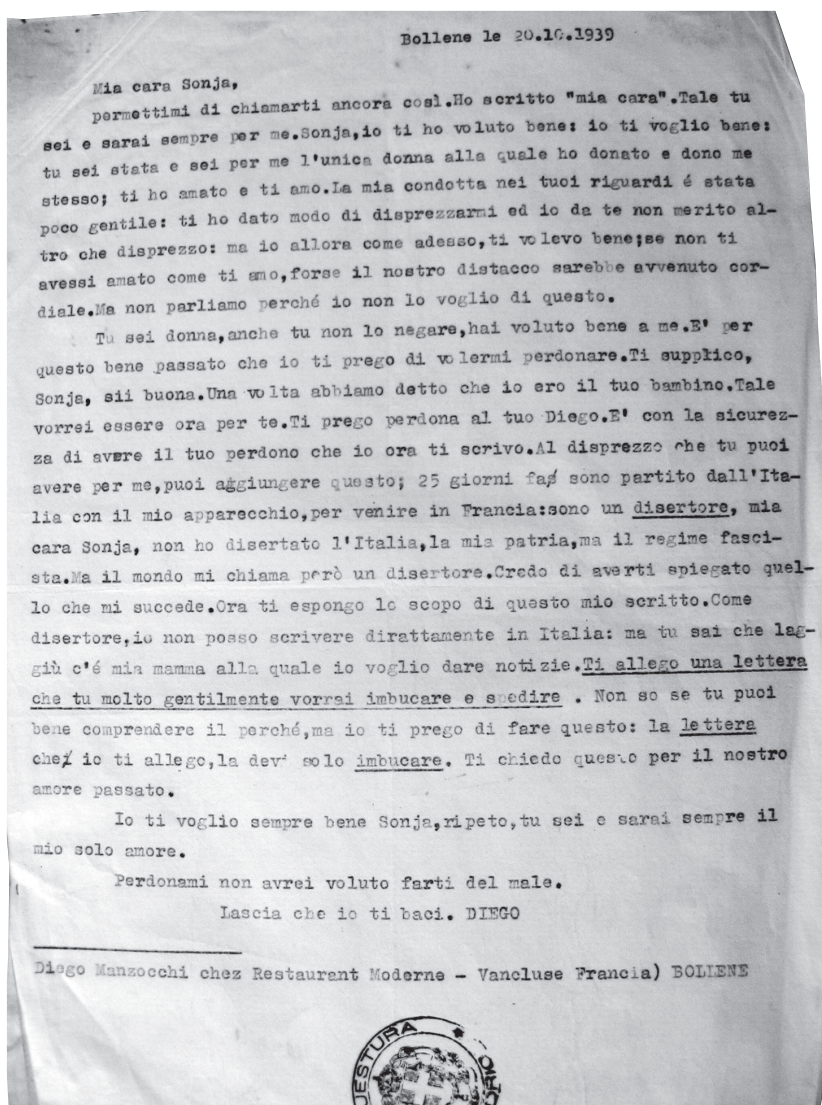 Bollene le 20.10.1939
Mia cara Sonja,
permettimi di chiamarti ancora così.Ho scritto "mia cara".Tale tu
sei e sarai sempre per me.Sonja,io ti ho voluto bene: io ti voglio bene:
tu sei stata e sei per me l'unica donna alla quale ho donato e dono me
stesso; ti ho amato e ti amo.La mia condotta nei tuoi riguardi é stata
poco gentile: ti ho dato modo di disprezzarmi ed io da te non merito al-
tro che disprezzo: ma io allora come adesso,ti volevo bene;se non ti
avessi amato come ti amo,forse il nostro distacco sarebbe avvenuto cor-
diale.Ma non parliamo perché io non lo voglio di questo.
Tu sei donna,anche tu non lo negare,hai voluto bene a me.E' per
questo bene passato che io ti prego di volermi perdonare.Ti supplico,
Sonja, sii buona.Una volta abbiamo detto che io ero il tuo bambino.Tale
vorrei essere ora per te.Ti prego perdona al tuo Diego.E' con la sicurez-
za di avere il tuo perdono che io ora ti scrivo.Al disprezzo che tu puoi
avere per me,puoi aggiungere questo; 25 giorni fa sono partito dall'Ita-
lia con il mio apparecchio,per venire in Francia:sono un disertore, mia
cara Sonja, non ho disertato l'Italia,la mia patria,ma il regime fasci-
sta.Ma il mondo mi chiama però un disertore.Credo di averti spiegato quel-
lo che mi succede.Ora ti espongo lo scopo di questo mio scritto.Come
disertore,io non posso scrivere dirattamente in Italia: ma tu sai che lag-
giù c'é mia mamma alla quale io voglio dare notizie.Ti allego una lettera
che tu molto gentilmente vorrai imbucare e spedire . Non so se tu puoi
bene comprendere il perché,ma io ti prego di fare questo: la lettera
che io ti allego,la devi solo imbucare. Ti chiedo questo per il nostro
amore passato.
Io ti voglio sempre bene Sonja,ripeto,tu sei e sarai sempre il
mio solo amore.
Perdonami non avrei voluto farti del male.
Lascia che io ti baci. DIEGO
Diego Manzocchi chez Restaurant Moderne - Vancluse Francia) BOLLENE
QUESTURA